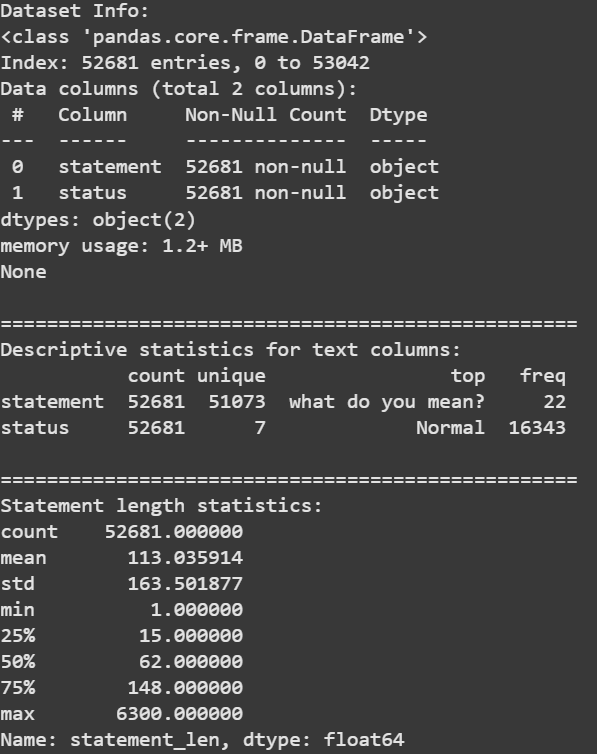 Dataset Info:
<class 'pandas.core.frame.DataFrame'>
Index: 52681 entries, 0 to 53042
Data columns (total 2 columns):
 #   Column     Non-Null Count  Dtype
---  ------     --------------  -----
 0   statement  52681 non-null  object
 1   status     52681 non-null  object
dtypes: object(2)
memory usage: 1.2+ MB
None

==================================================
Descriptive statistics for text columns:
           count unique                top   freq
statement  52681  51073  what do you mean?     22
status     52681      7             Normal  16343

==================================================
Statement length statistics:
count    52681.000000
mean       113.035914
std        163.501877
min          1.000000
25%         15.000000
50%         62.000000
75%        148.000000
max       6300.000000
Name: statement_len, dtype: float64